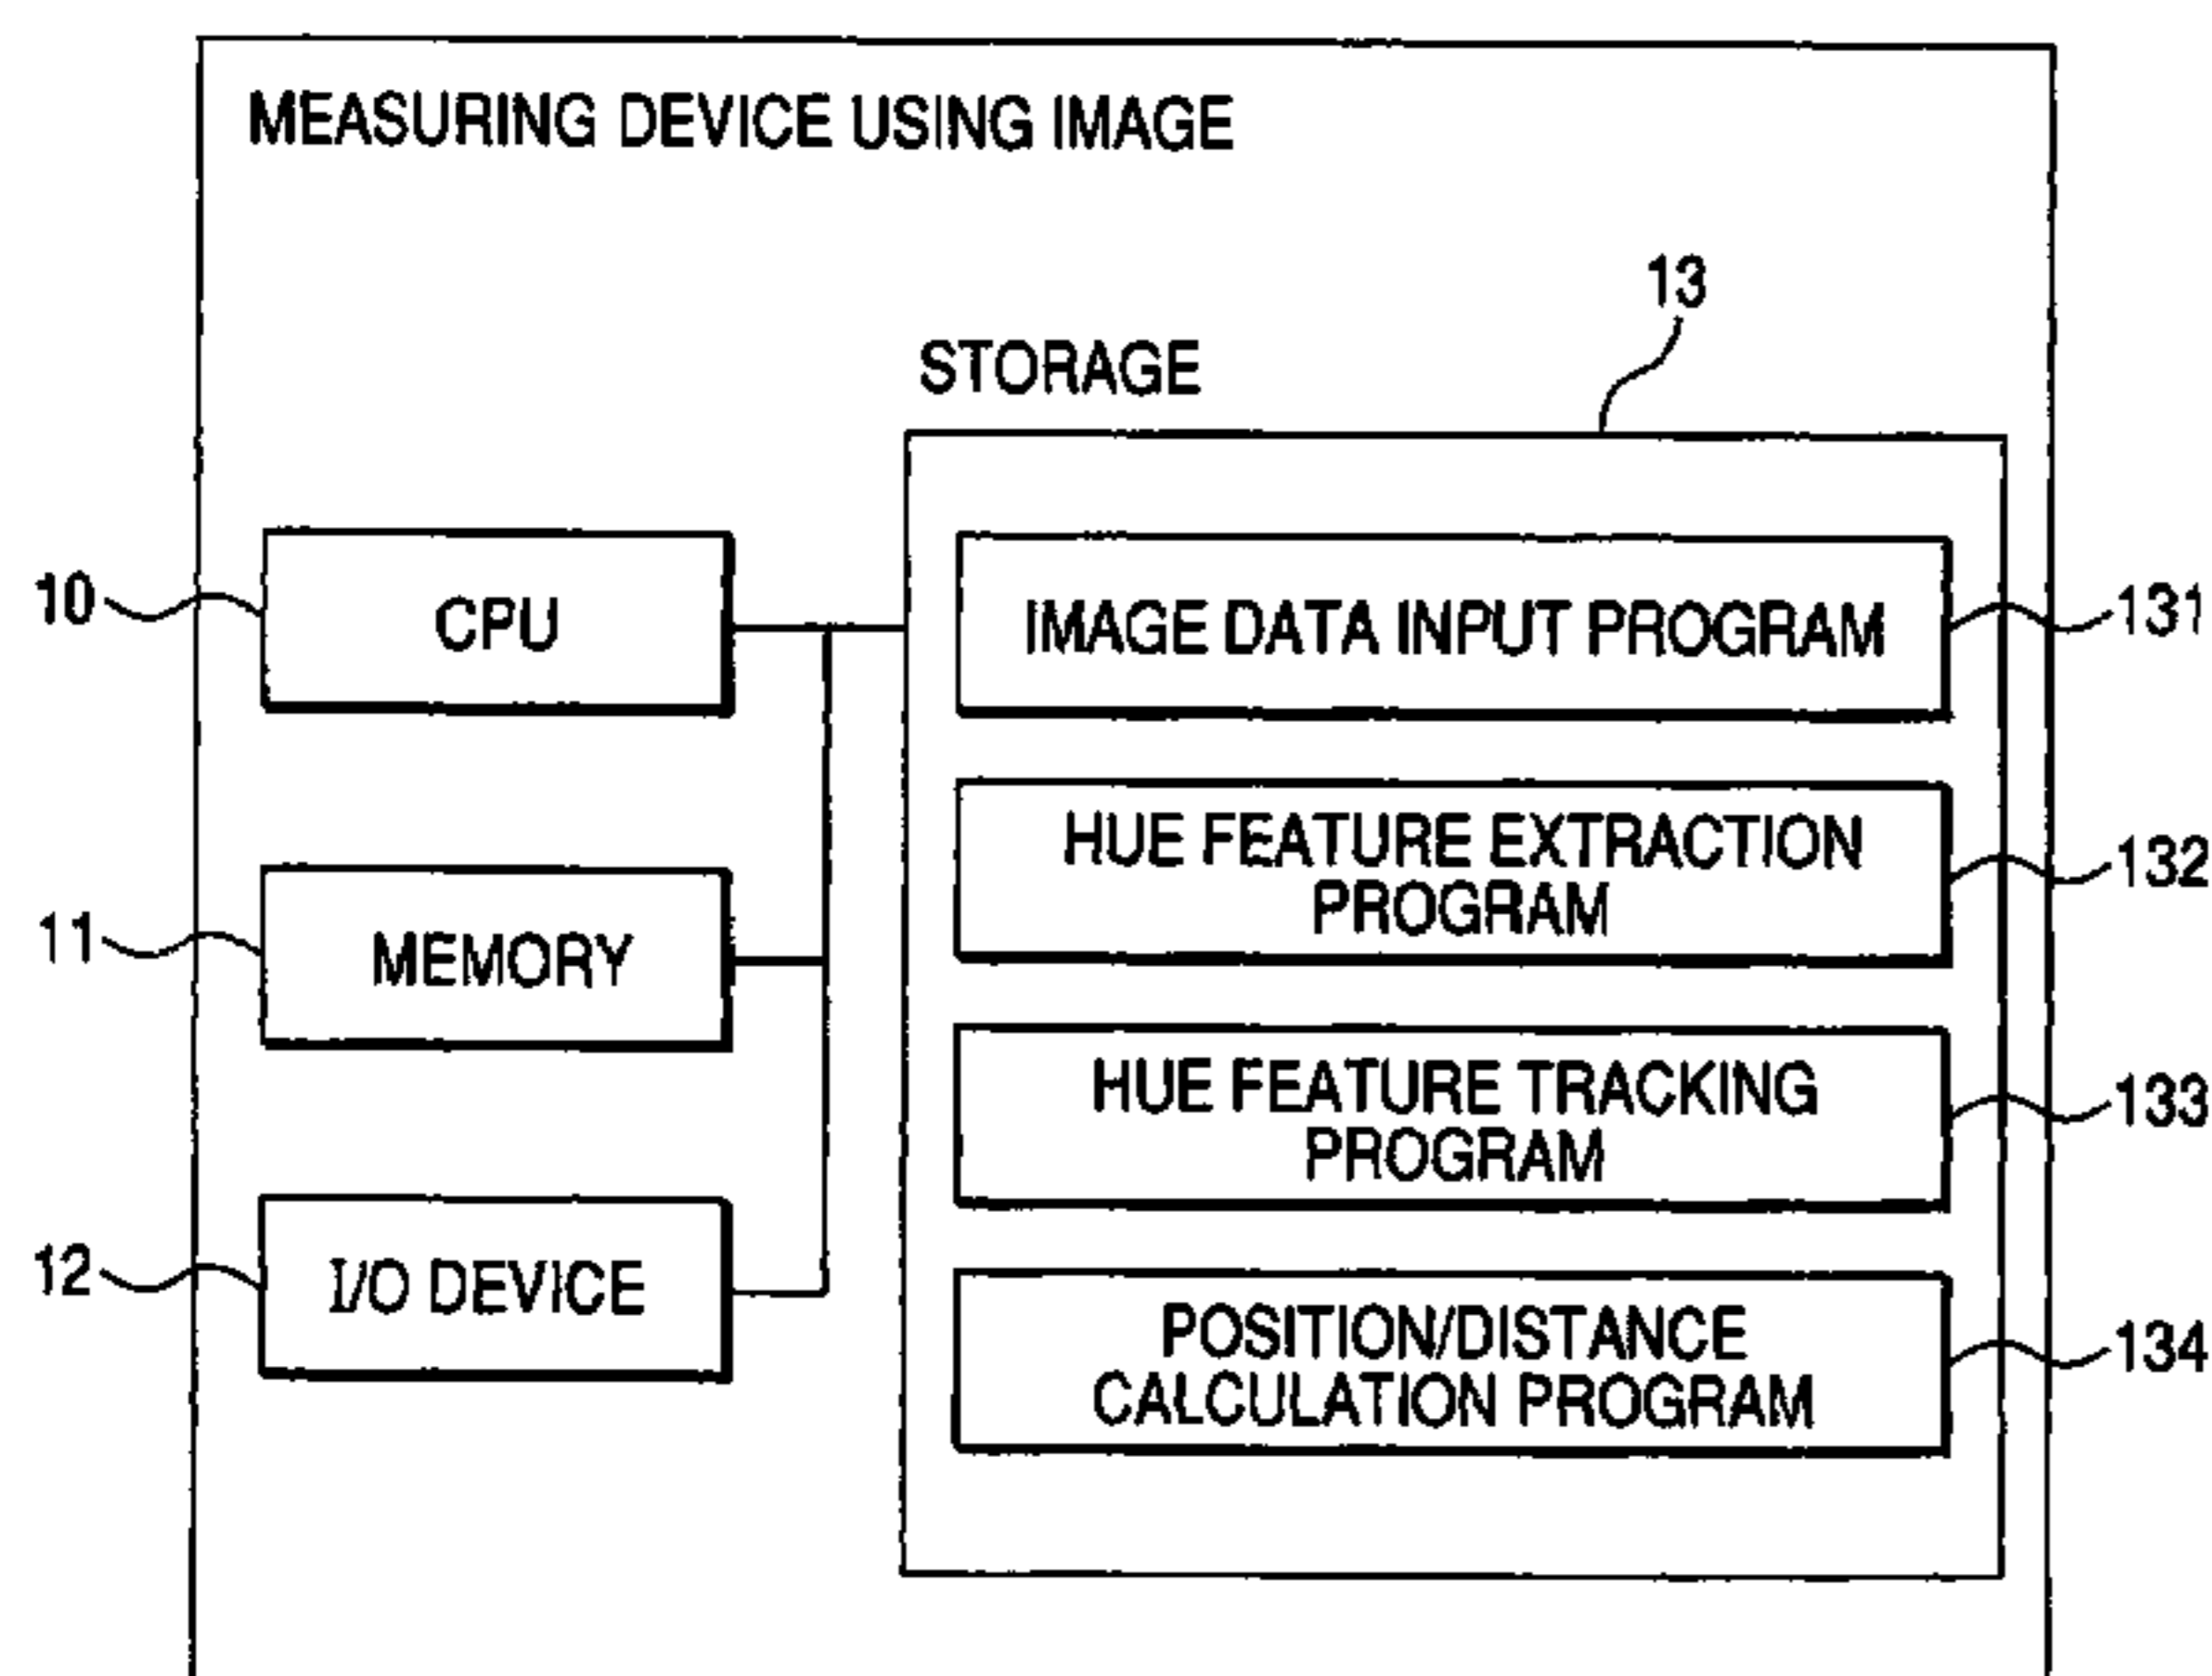 MEASURING DEVICE USING IMAGE
13
STORAGE
10
CPU
IMAGE DATA INPUT PROGRAM
131
HUE FEATURE EXTRACTION
PROGRAM
132
11
MEMORY
HUE FEATURE TRACKING
PROGRAM
133
12
I/O DEVICE
POSITION/DISTANCE
CALCULATION PROGRAM
134